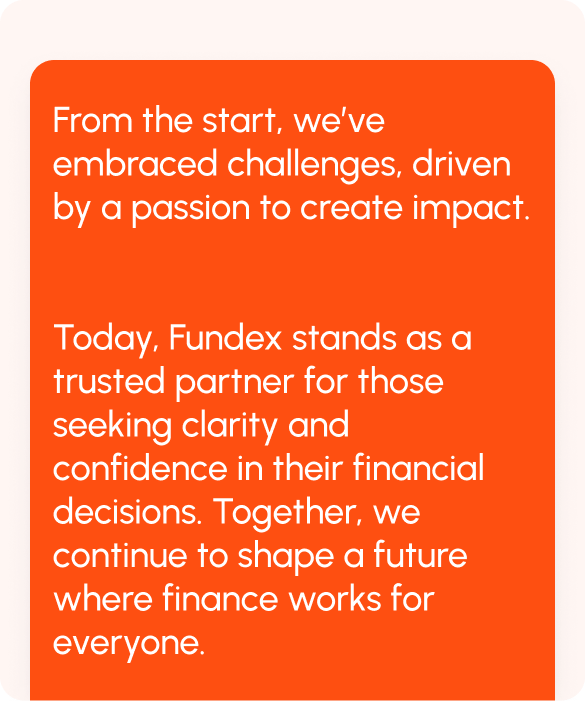 From the start, we’ve
embraced challenges, driven
by a passion to create impact.
Today, Fundex stands as a
trusted partner for those
seeking clarity and
confidence in their financial
decisions. Together, we
continue to shape a future
where finance works for
everyone.